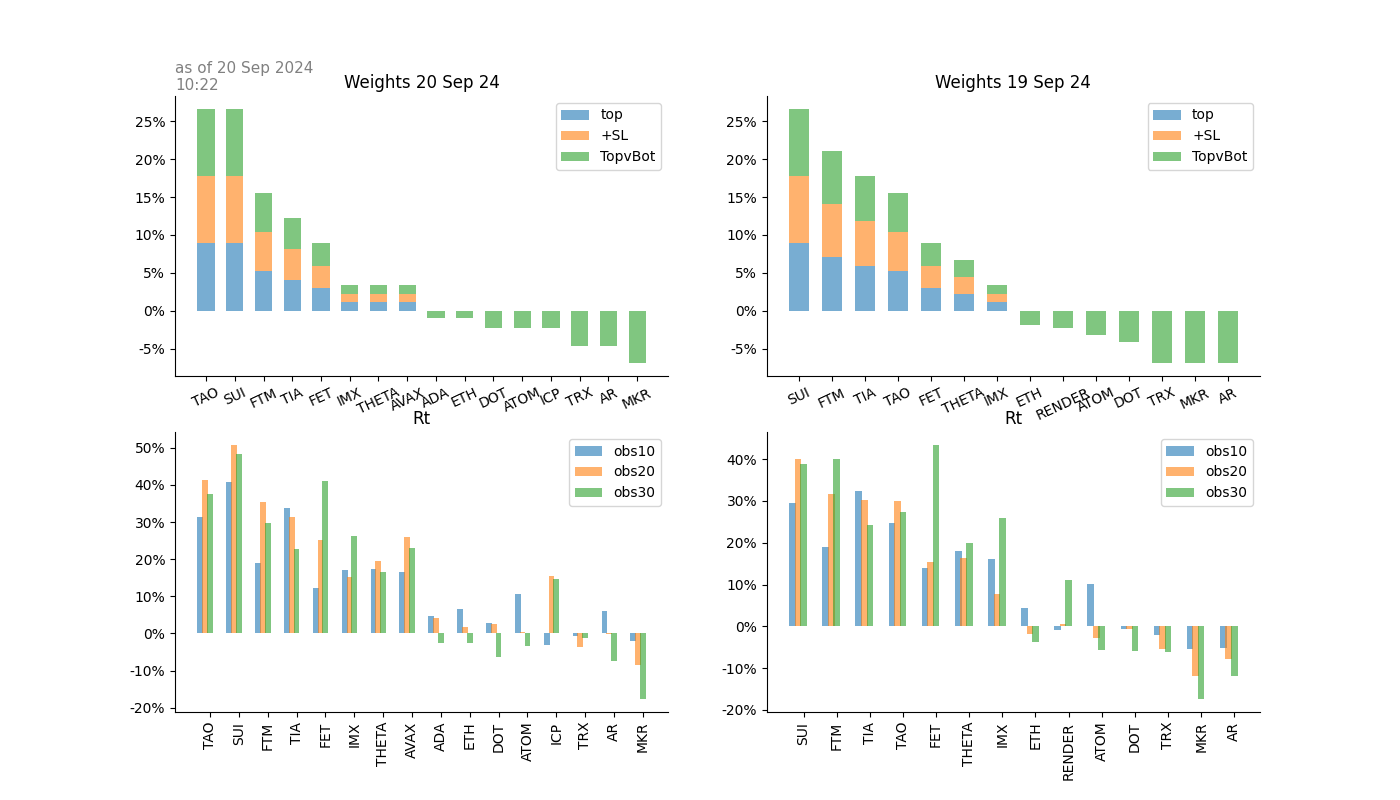 as of 20 Sep 2024
10:22
Weights 20 Sep 24
25%
20%
15%
10%
5%
0%
-5%
top
+SL
TopvBot
TAO SUI FTM TIA FET IMX THETA AVAX ADA ETH DOT ATOM ICP TRX AR MKR
Weights 19 Sep 24
25%
20%
15%
10%
5%
0%
-5%
top
+SL
TopvBot
SUI FTM TIA TAO FET THETA IMX ETH RENDER ATOM DOT TRX MKR AR
Rt
50%
40%
30%
20%
10%
0%
-10%
-20%
obs10
obs20
obs30
TAO SUI FTM TIA FET IMX THETA AVAX ADA ETH DOT ATOM ICP TRX AR MKR
Rt
40%
30%
20%
10%
0%
-10%
-20%
obs10
obs20
obs30
SUI FTM TIA TAO FET THETA IMX ETH RENDER ATOM DOT TRX MKR AR